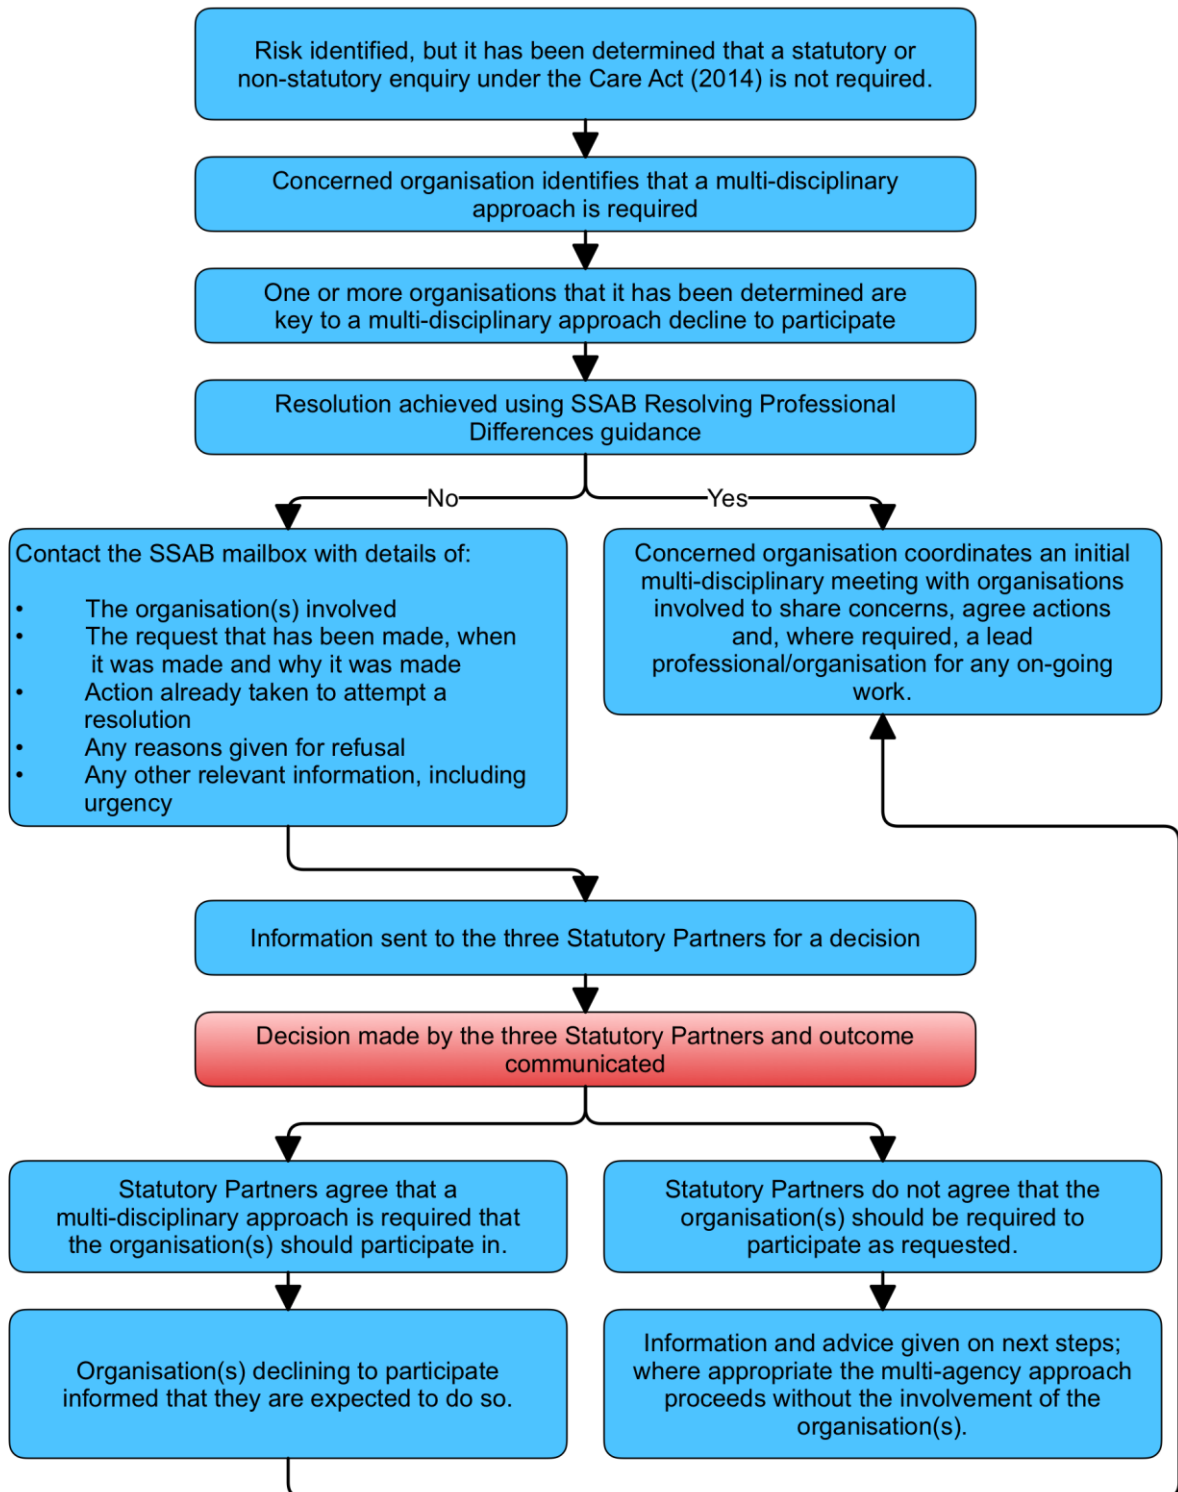 Risk identified, but it has been determined that a statutory or
non-statutory enquiry under the Care Act (2014) is not required.
Concerned organisation identifies that a multi-disciplinary
approach is required
One or more organisations that it has been determined are
key to a multi-disciplinary approach decline to participate
Resolution achieved using SSAB Resolving Professional
Differences guidance
No
Yes
Contact the SSAB mailbox with details of:
• The organisation(s) involved
• The request that has been made, when
it was made and why it was made
• Action already taken to attempt a
resolution
• Any reasons given for refusal
• Any other relevant information, including
urgency
Concerned organisation coordinates an initial
multi-disciplinary meeting with organisations
involved to share concerns, agree actions
and, where required, a lead
professional/organisation for any on-going
work.
Information sent to the three Statutory Partners for a decision
Decision made by the three Statutory Partners and outcome
communicated
Statutory Partners agree that a
multi-disciplinary approach is required that
the organisation(s) should participate in.
Statutory Partners do not agree that the
organisation(s) should be required to
participate as requested.
Organisation(s) declining to participate
informed that they are expected to do so.
Information and advice given on next steps;
where appropriate the multi-agency approach
proceeds without the involvement of the
organisation(s).